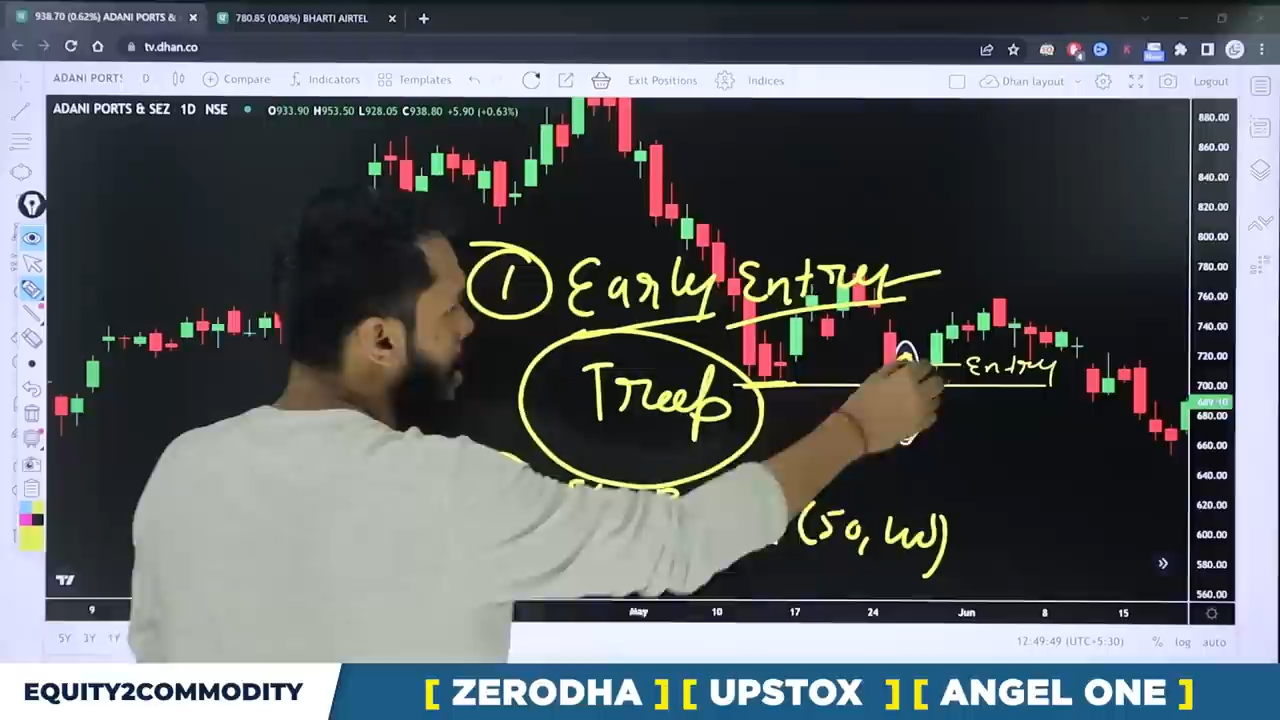 938.70 (0.62%) ADANI PORTS &
780.85 (0.08%) BHARTI AIRTEL
tv.dhan.co
ADANI PORTS
D
Compare
Indicators
Templates
Exit Positions
Indices
Dhan layout
Logout
ADANI PORTS & SEZ 1D NSE
O933.90 H953.50 L928.05 C938.80 +5.90 (+0.63%)
880.00
860.00
840.00
820.00
800.00
780.00
760.00
740.00
720.00
700.00
689.10
680.00
660.00
640.00
620.00
600.00
580.00
560.00
1 Early Entry
Treep
Entry
(50,
9
May
10
17
24
Jun
8
15
5Y 3Y 1Y
12:49:49 (UTC+5:30)
% log auto
EQUITY2COMMODITY
[ ZERODHA ] [ UPSTOX ] [ ANGEL ONE ]